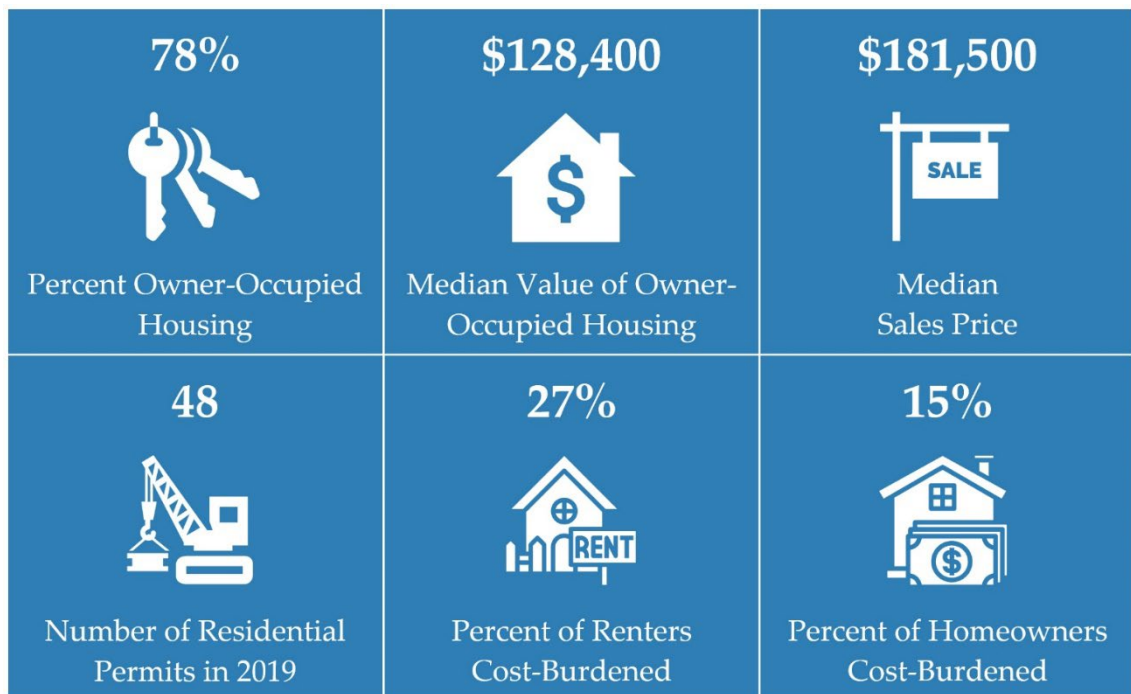 78%
Percent Owner-Occupied
Housing
$128,400
$
Median Value of Owner-
Occupied Housing
$181,500
SALE
Median
Sales Price
48
Number of Residential
Permits in 2019
27%
RENT
Percent of Renters
Cost-Burdened
15%
$
Percent of Homeowners
Cost-Burdened